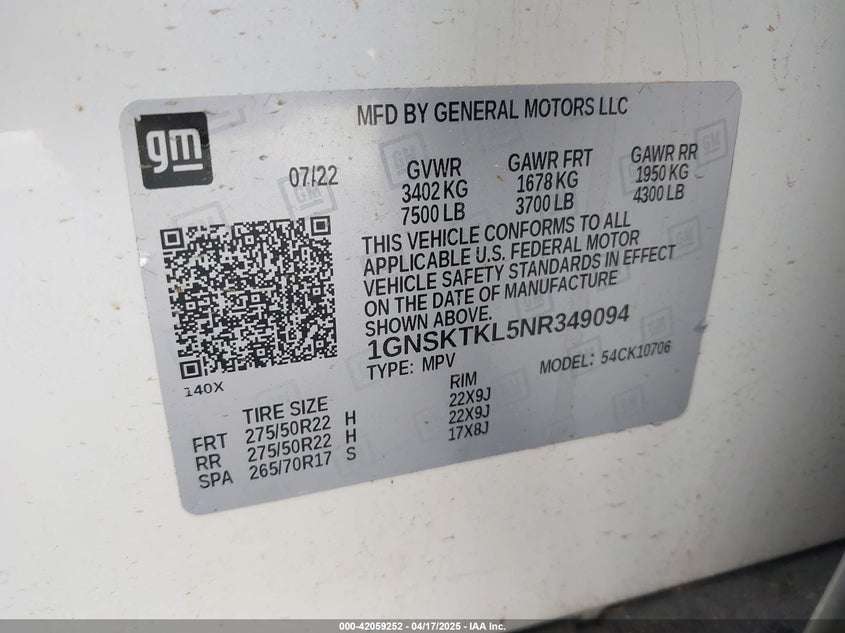 MFD BY GENERAL MOTORS LLC
gm
07/22
GVWR
3402 KG
7500 LB
GAWR FRT
1678 KG
3700 LB
GAWR RR
1950 KG
4300 LB
THIS VEHICLE CONFORMS TO ALL
APPLICABLE U.S. FEDERAL MOTOR
VEHICLE SAFETY STANDARDS IN EFFECT
ON THE DATE OF MANUFACTURE
SHOWN ABOVE.
1GNSKTKL5NR349094
TYPE: MPV
MODEL: 54CK10706
140X
TIRE SIZE RIM
FRT 275/50R22 H 22X9J
RR 275/50R22 H 22X9J
SPA 265/70R17 S 17X8J
000-42059252 - 04/17/2025 - IAA Inc.